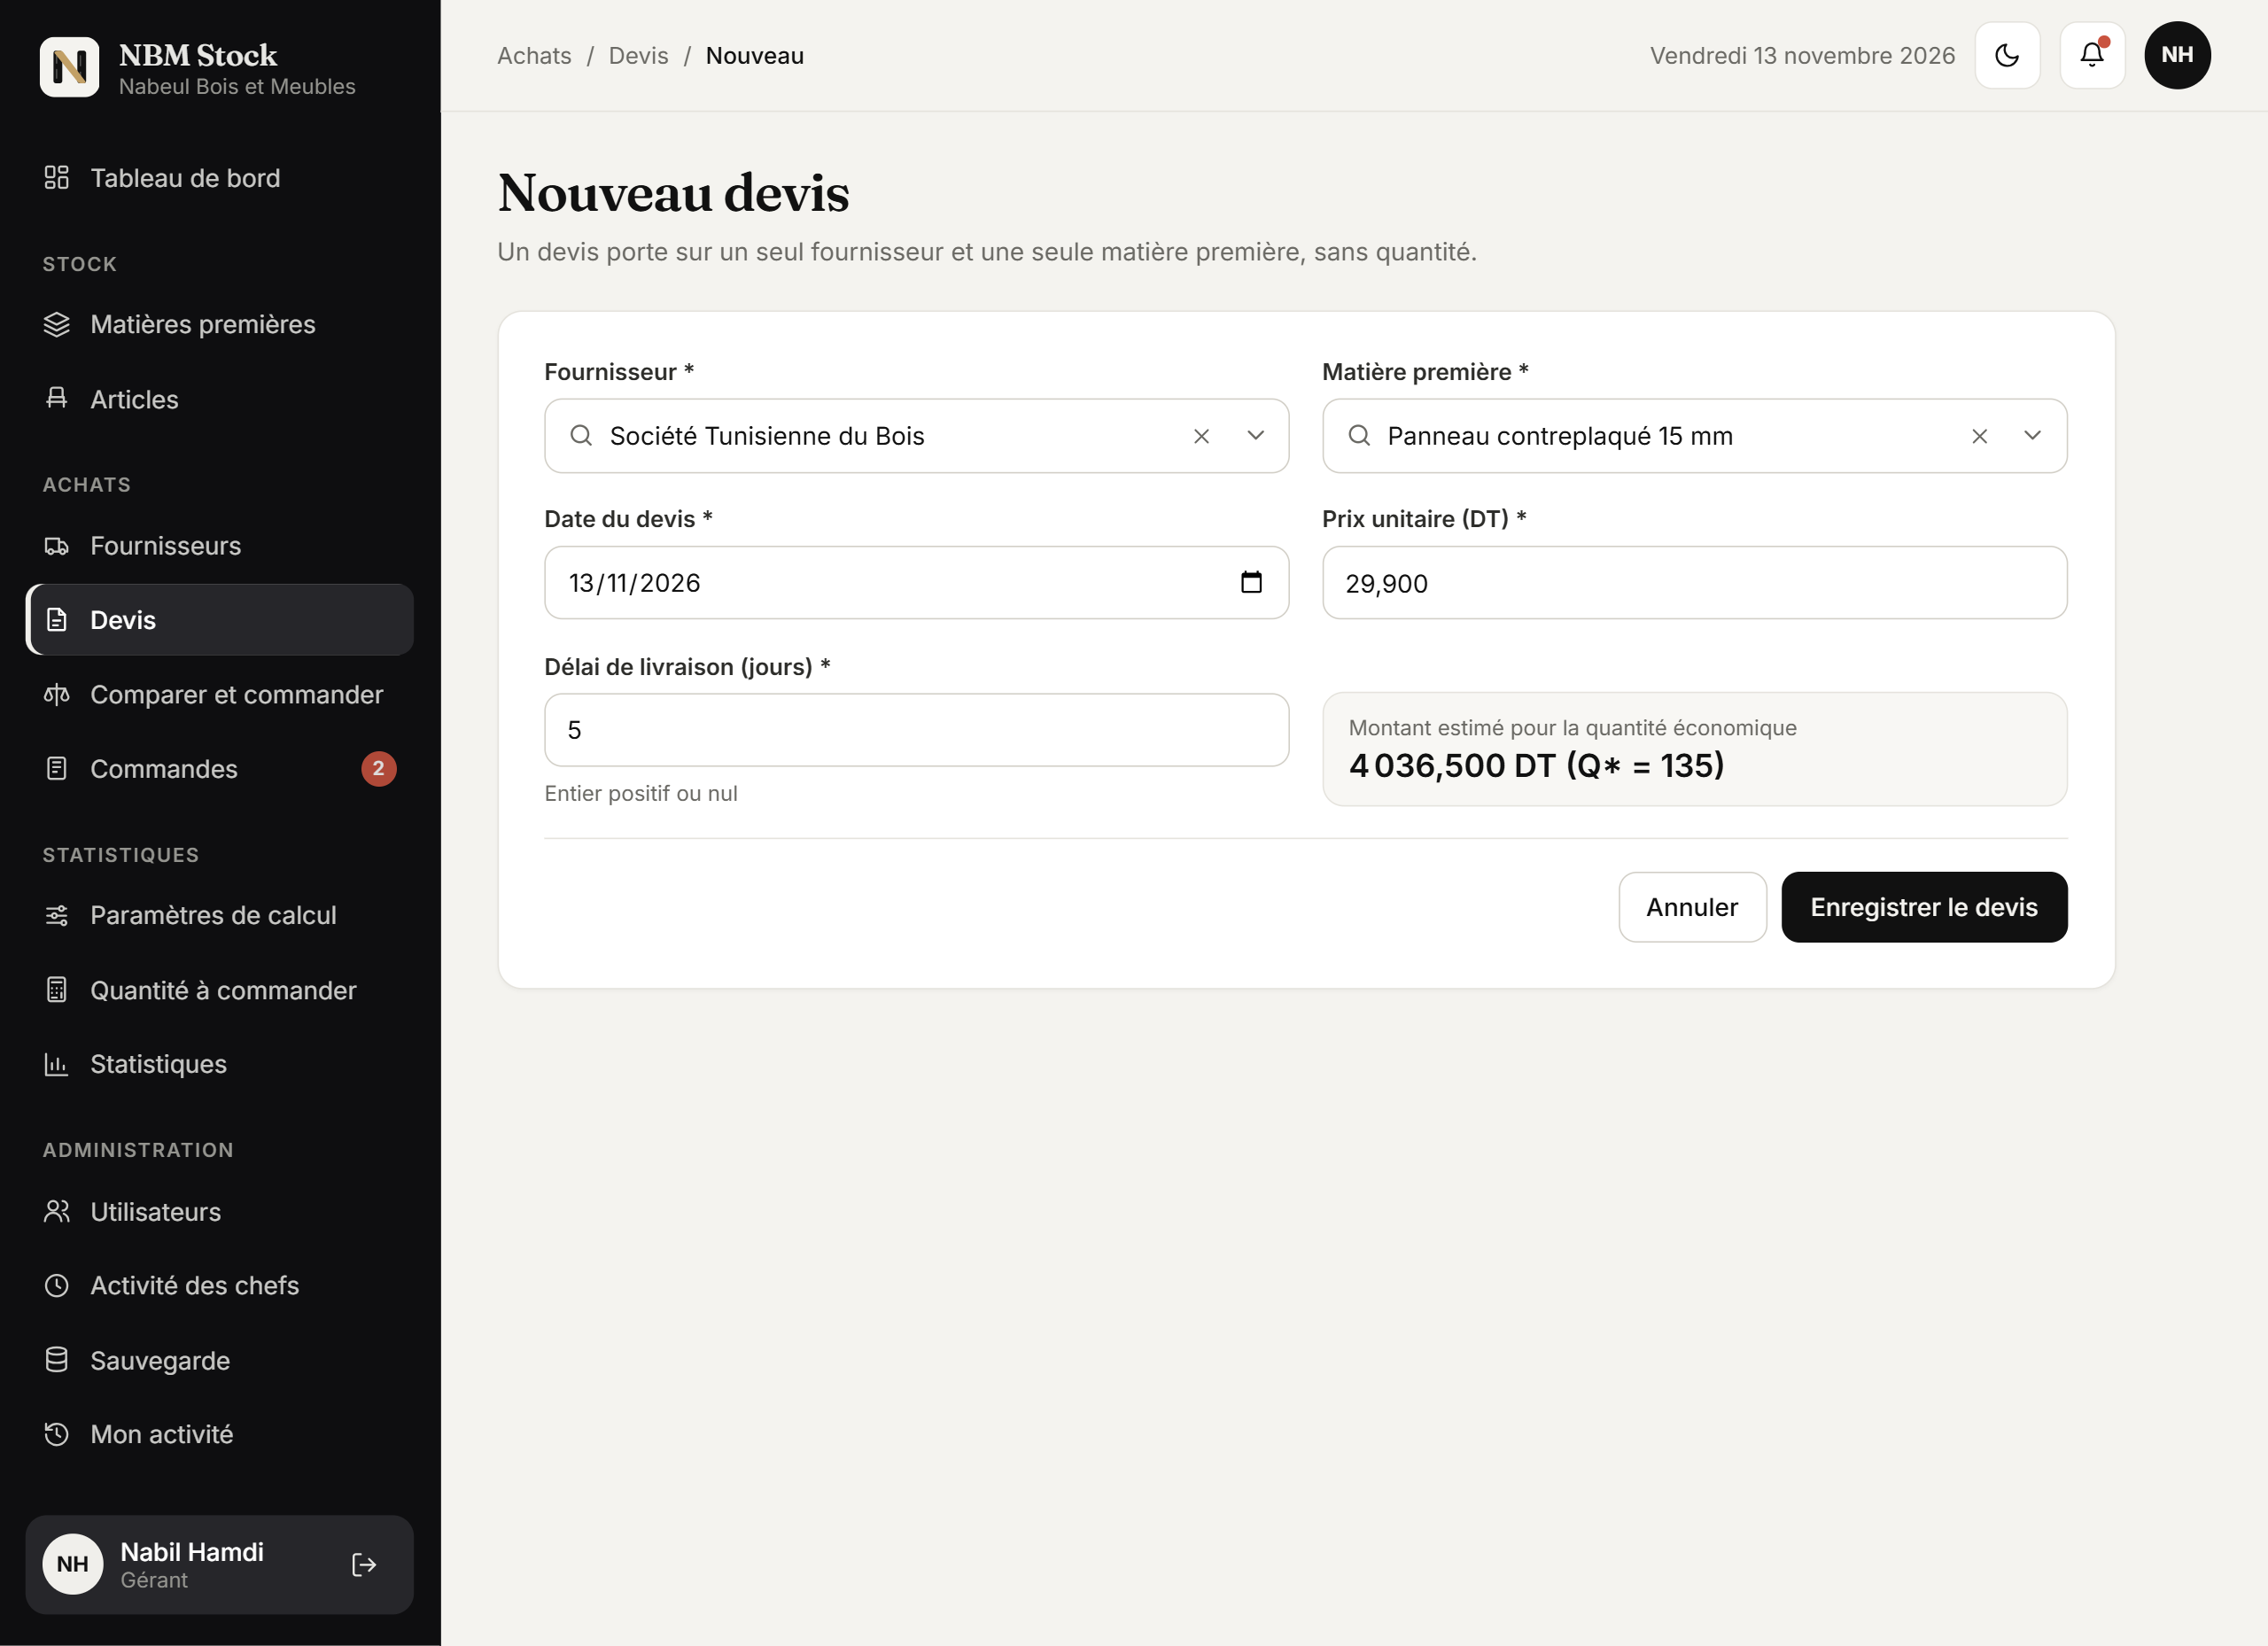 NBM Stock
Nabeul Bois et Meubles
Tableau de bord
STOCK
Matières premières
Articles
ACHATS
Fournisseurs
Devis
Comparer et commander
Commandes 2
STATISTIQUES
Paramètres de calcul
Quantité à commander
Statistiques
ADMINISTRATION
Utilisateurs
Activité des chefs
Sauvegarde
Mon activité
NH
Nabil Hamdi
Gérant
Achats / Devis / Nouveau
Vendredi 13 novembre 2026
NH
Nouveau devis
Un devis porte sur un seul fournisseur et une seule matière première, sans quantité.
Fournisseur *
Société Tunisienne du Bois
Matière première *
Panneau contreplaqué 15 mm
Date du devis *
13/11/2026
Prix unitaire (DT) *
29,900
Délai de livraison (jours) *
5
Entier positif ou nul
Montant estimé pour la quantité économique
4 036,500 DT (Q* = 135)
Annuler
Enregistrer le devis